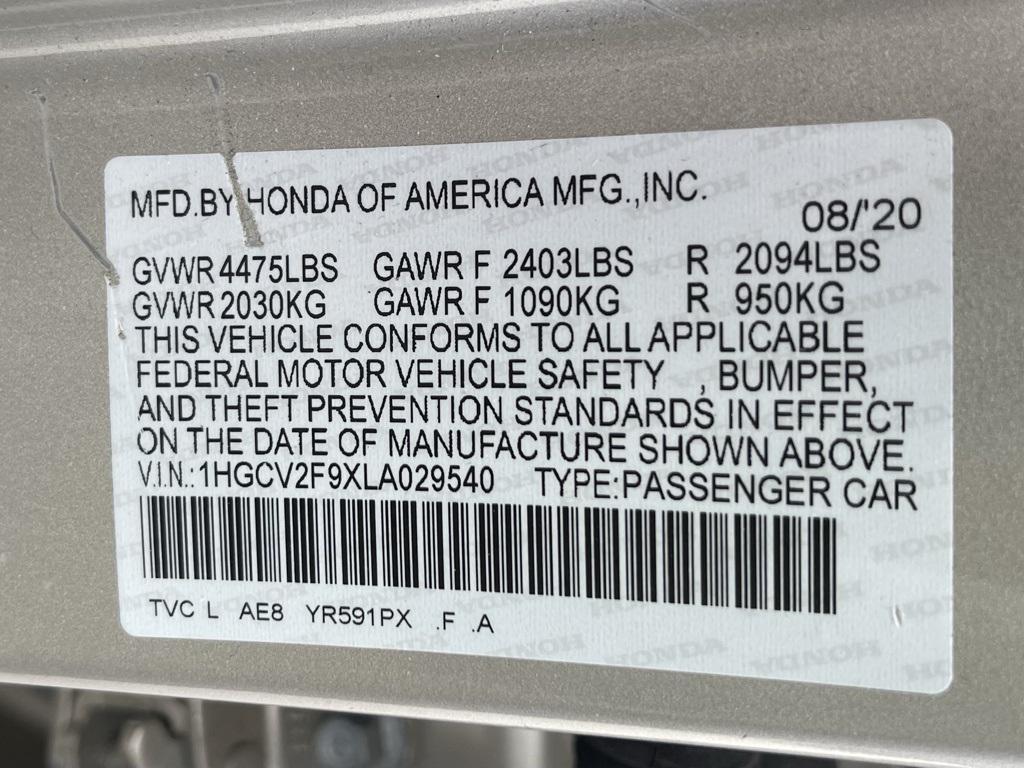 MFD.BY HONDA OF AMERICA MFG.,INC.
08/'20
GVWR 4475LBS GAWR F 2403LBS R 2094LBS
GVWR 2030KG GAWR F 1090KG R 950KG
THIS VEHICLE CONFORMS TO ALL APPLICABLE
FEDERAL MOTOR VEHICLE SAFETY , BUMPER,
AND THEFT PREVENTION STANDARDS IN EFFECT
ON THE DATE OF MANUFACTURE SHOWN ABOVE.
V.I.N.:1HGCV2F9XLA029540 TYPE:PASSENGER CAR
TVC L AE8 YR591PX .F .A